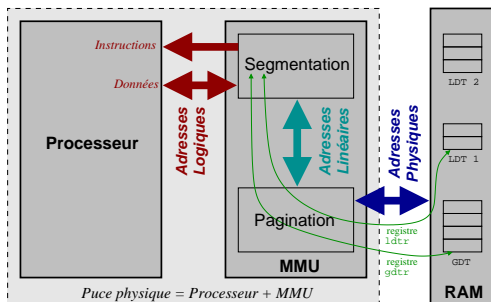 Instructions
Données
Processeur
Adresses
Logiques
Segmentation
Adresses
Linéaires
Pagination
MMU
Adresses
Physiques
LDT 2
LDT 1
registre
ldtr
registre
gdtr
GDT
RAM
Puce physique = Processeur + MMU